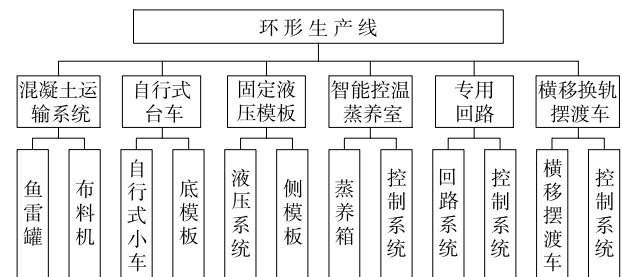 环形生产线
混凝土运
输系统
自行式
台车
固定液
压模板
智能控温
蒸养室
专用
回路
横移换轨
摆渡车
鱼雷罐
布料机
自行式小车
底模板
液压系统
侧模板
蒸养箱
控制系统
回路系统
控制系统
横移摆渡车
控制系统